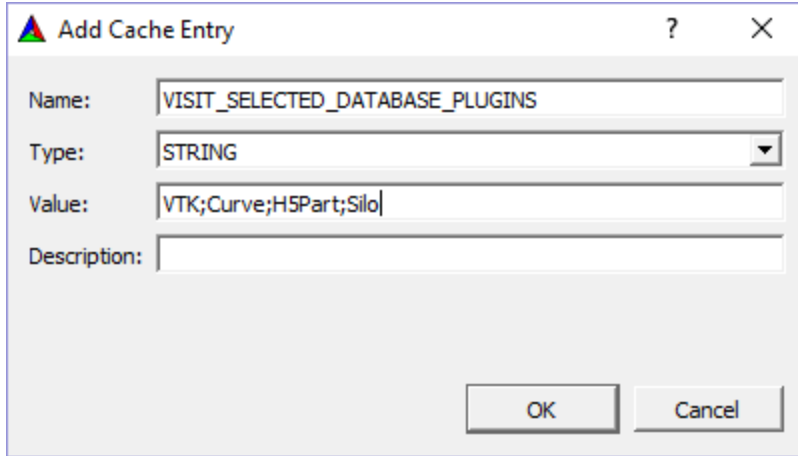 Add Cache Entry ?
Name: VISIT_SELECTED_DATABASE_PLUGINS
Type: STRING
Value: VTK;Curve;H5Part;Silo
Description:
OK Cancel